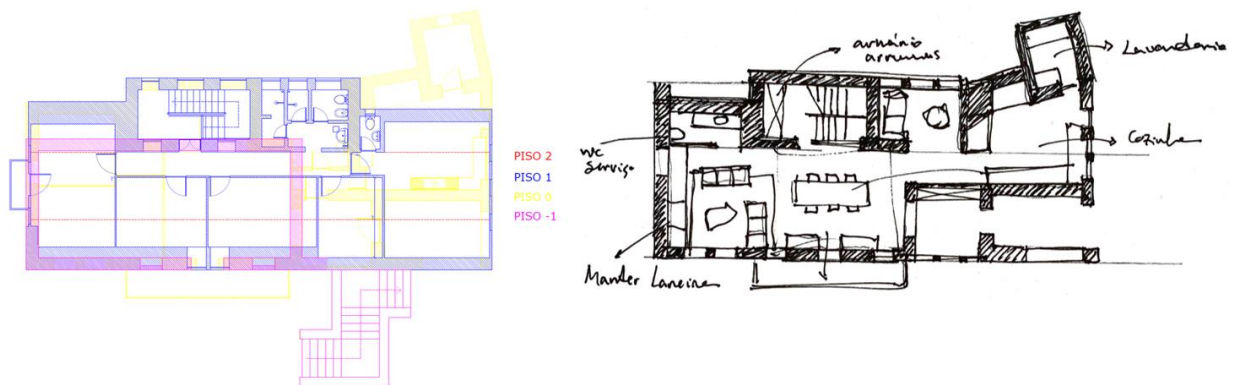 PISO 2
PISO 1
PISO 0
PISO -1
armário
arrumos
Lavandaria
Cozinha
wc
serviço
Manter Lareira